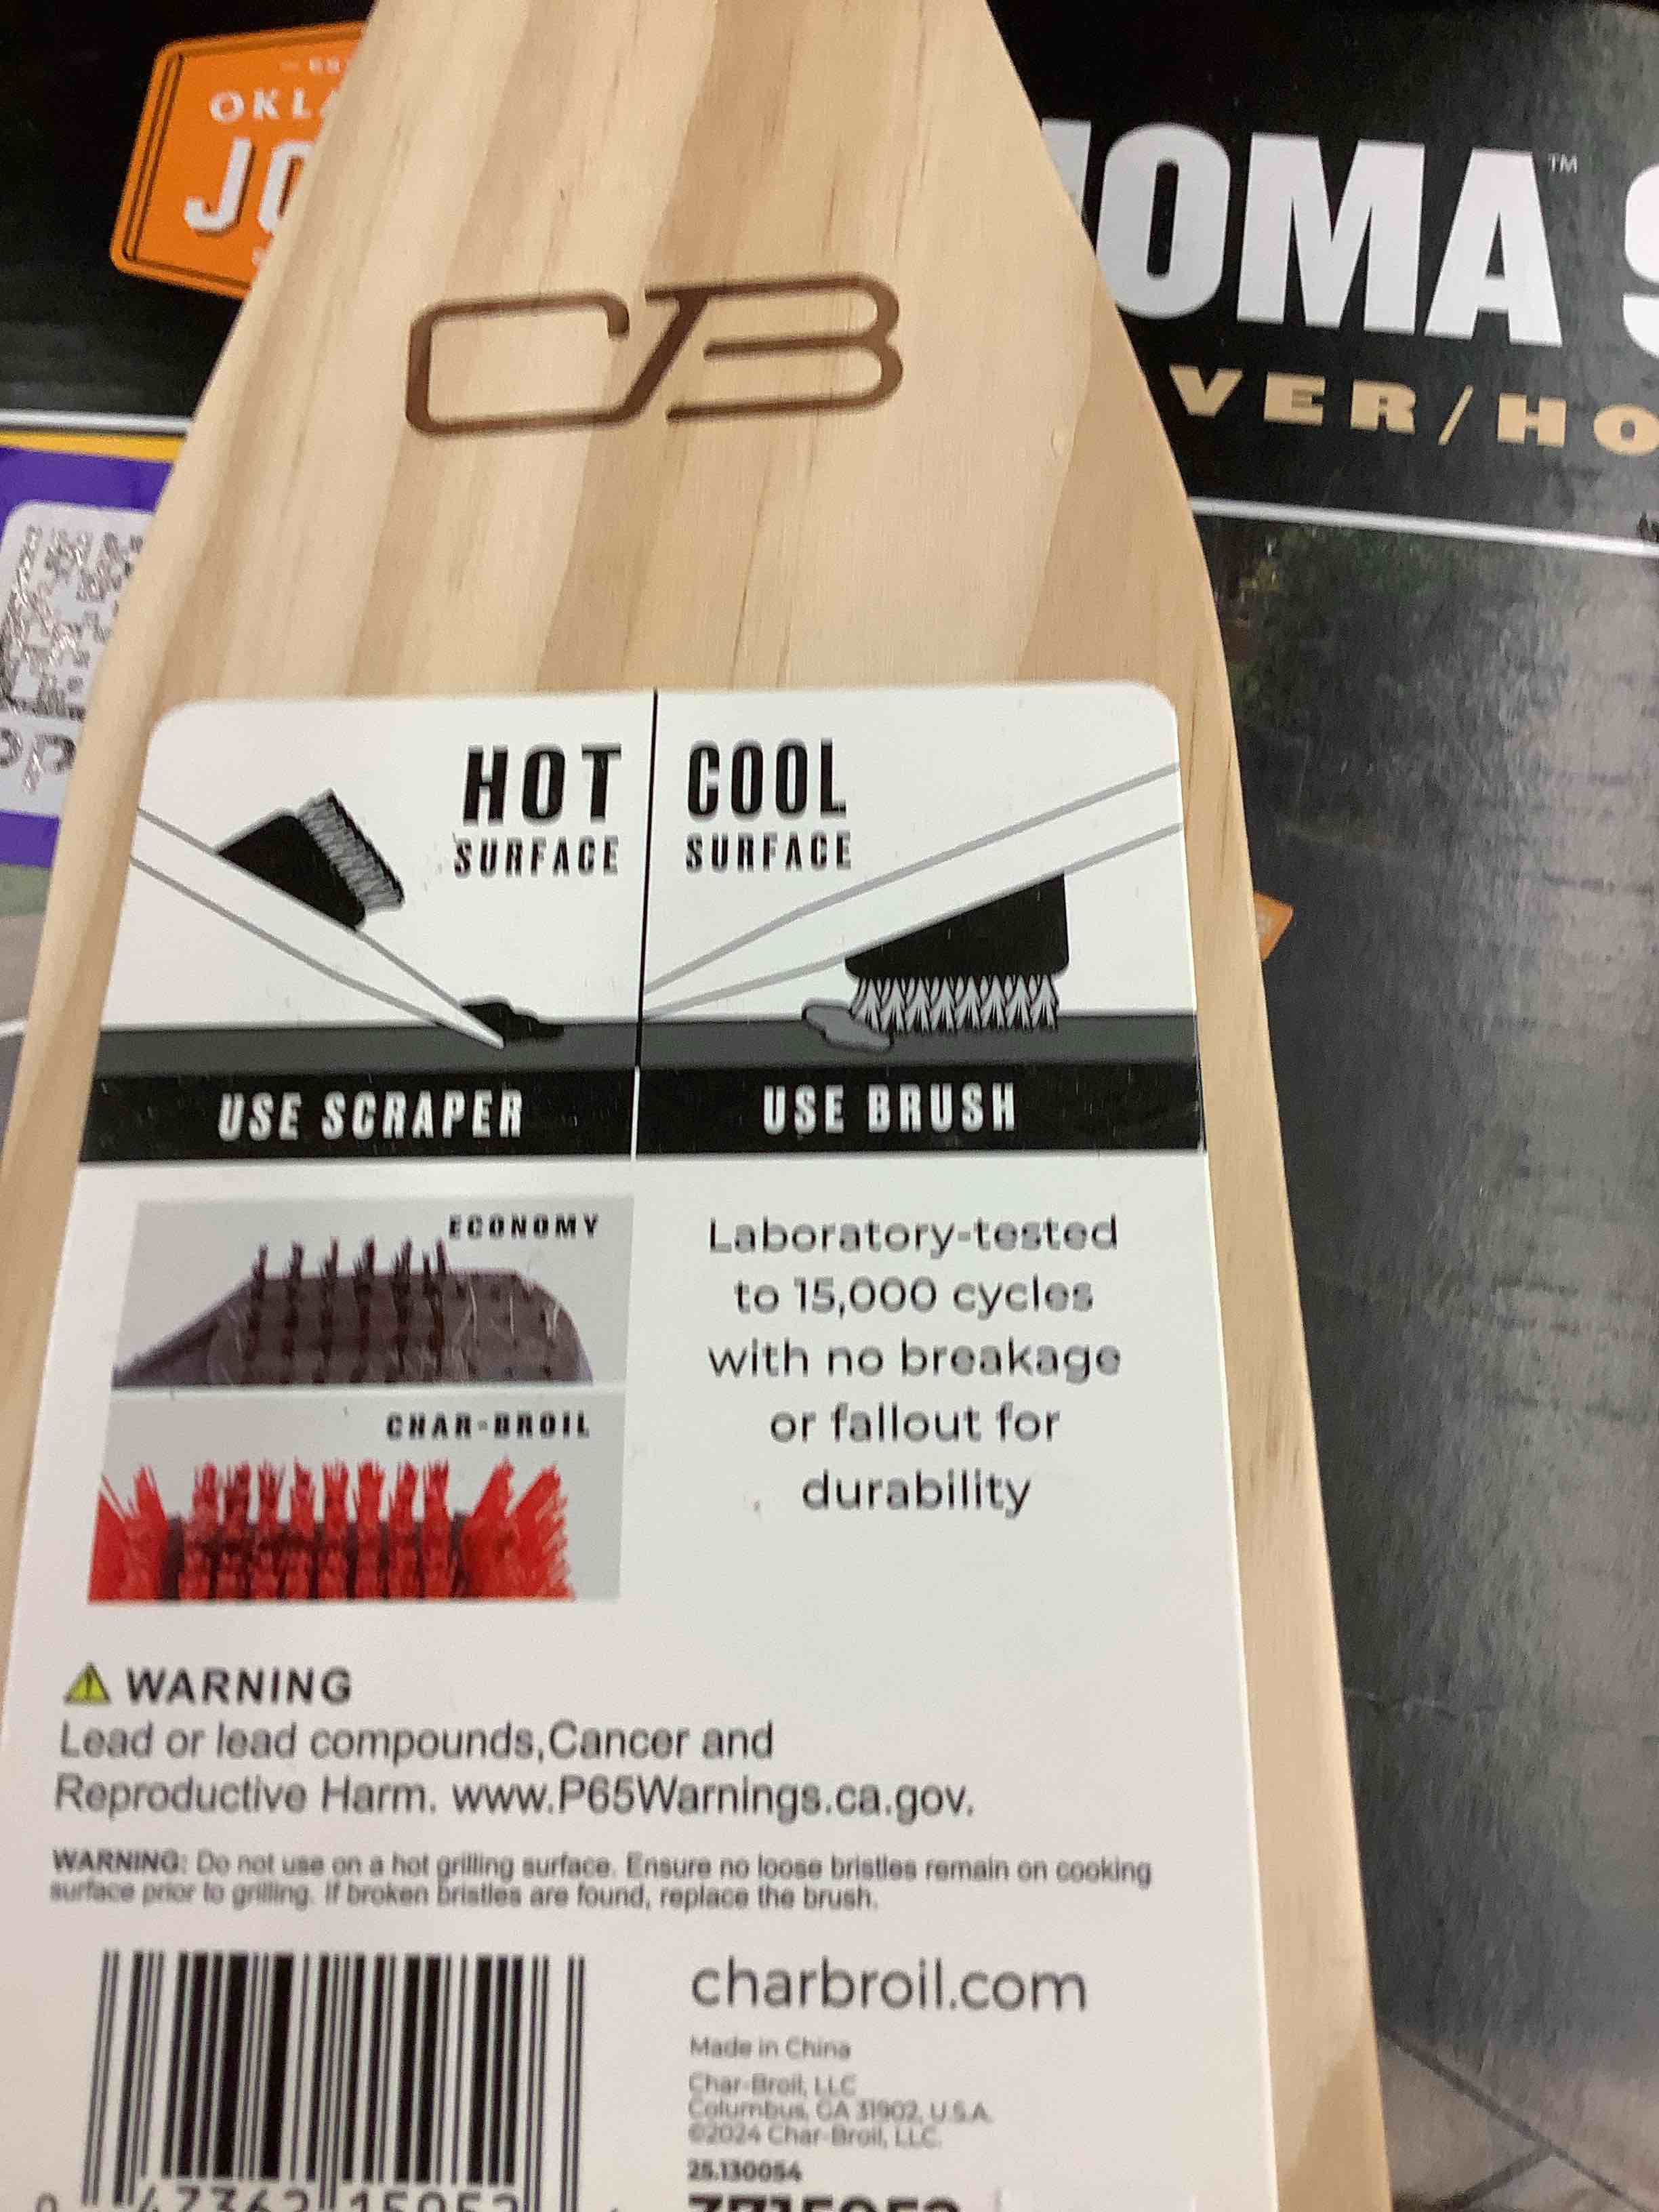 OKLA
JO
OMA™
VER/HO
CB
HOT
SURFACE
COOL
SURFACE
USE SCRAPER
USE BRUSH
ECONOMY
CHAR-BROIL
Laboratory-tested
to 15,000 cycles
with no breakage
or fallout for
durability
WARNING
Lead or lead compounds,Cancer and
Reproductive Harm. www.P65Warnings.ca.gov.
WARNING: Do not use on a hot grilling surface. Ensure no loose bristles remain on cooking
surface prior to grilling. If broken bristles are found, replace the brush.
charbroil.com
Made in China
Char-Broil, LLC
Columbus, GA 31902, U.S.A.
©2024 Char-Broil, LLC.
25.130054